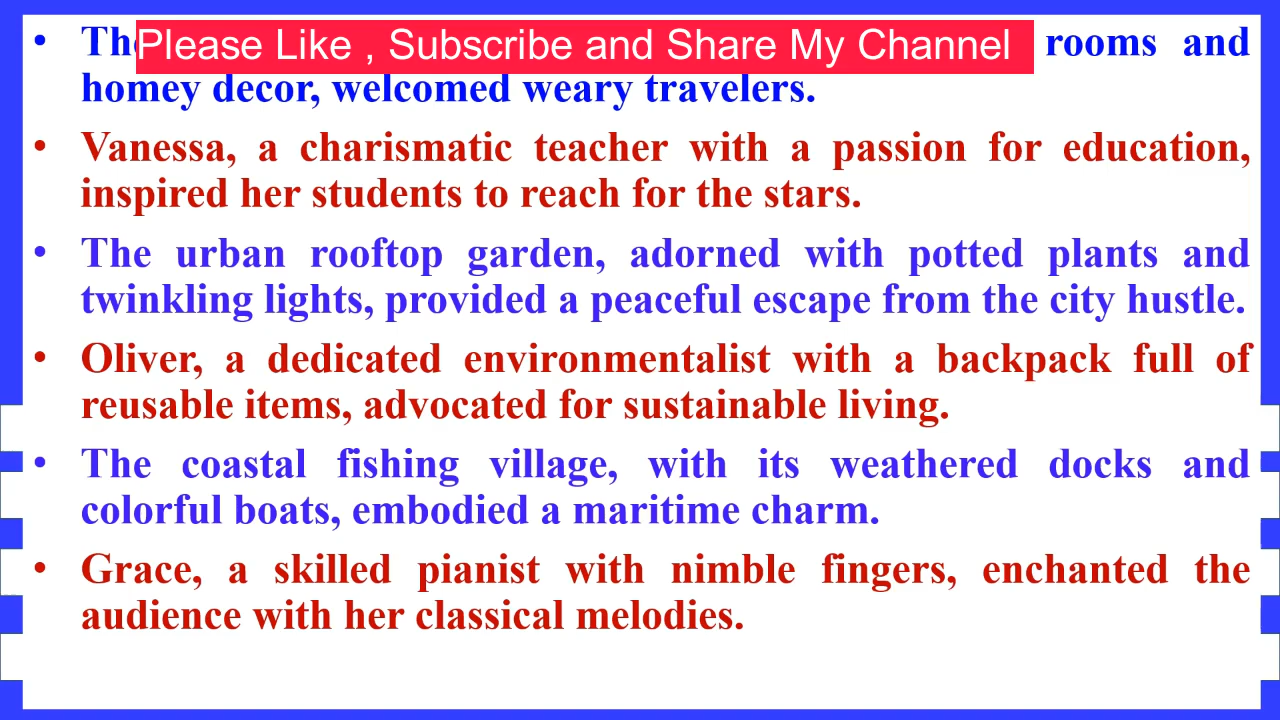 Please Like , Subscribe and Share My Channel
rooms and
homey decor, welcomed weary travelers.
• Vanessa, a charismatic teacher with a passion for education,
inspired her students to reach for the stars.
• The urban rooftop garden, adorned with potted plants and
twinkling lights, provided a peaceful escape from the city hustle.
• Oliver, a dedicated environmentalist with a backpack full of
reusable items, advocated for sustainable living.
• The coastal fishing village, with its weathered docks and
colorful boats, embodied a maritime charm.
• Grace, a skilled pianist with nimble fingers, enchanted the
audience with her classical melodies.